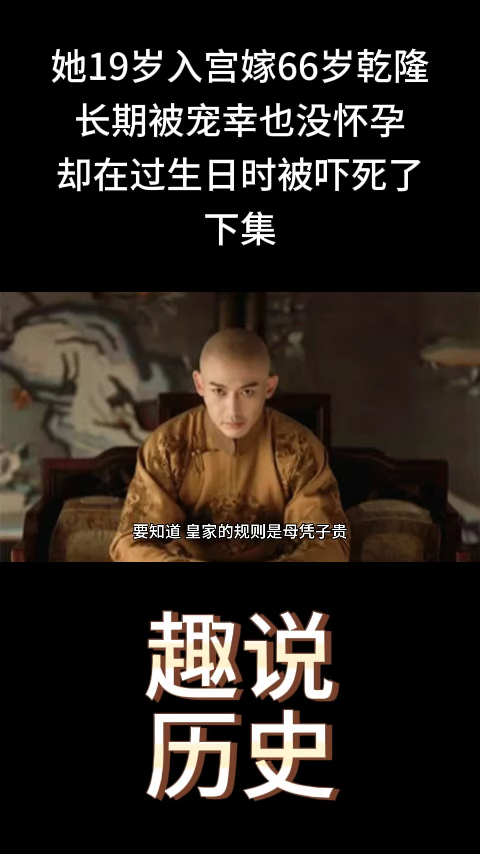 她19岁入宫嫁66岁乾隆
长期被宠幸也没怀孕
却在过生日时被吓死了
下集
要知道 皇家的规则是母凭子贵
趣说
历史